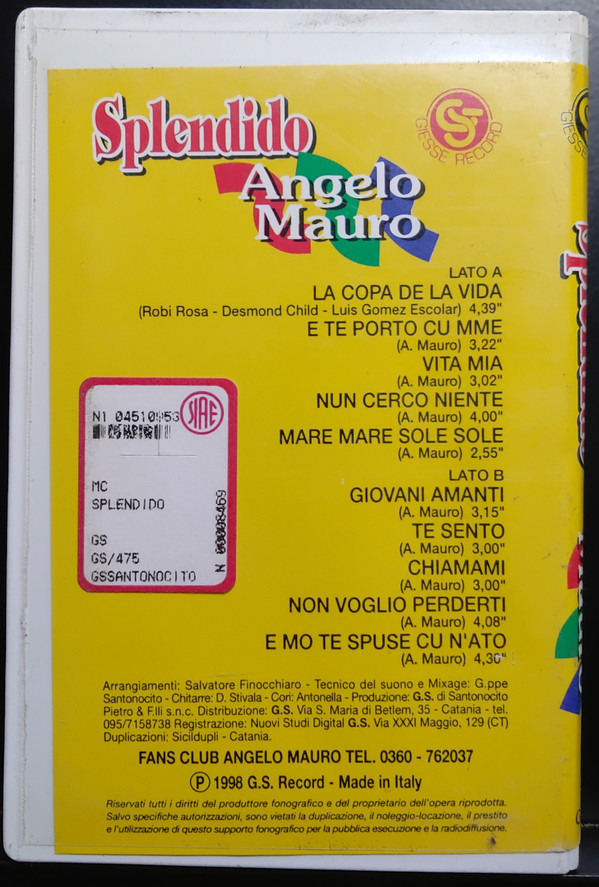 Splendido
Angelo
Mauro
GS
GIESSE RECORD
LATO A
LA COPA DE LA VIDA
(Robi Rosa - Desmond Child - Luis Gomez Escolar) 4,39"
E TE PORTO CU MME
(A. Mauro) 3,22"
VITA MIA
(A. Mauro) 3,02"
NUN CERCO NIENTE
(A. Mauro) 4,00"
MARE MARE SOLE SOLE
(A. Mauro) 2,55"
LATO B
GIOVANI AMANTI
(A. Mauro) 3,15"
TE SENTO
(A. Mauro) 3,00"
CHIAMAMI
(A. Mauro) 3,00"
NON VOGLIO PERDERTI
(A. Mauro) 4,08"
E MO TE SPUSE CU N'ATO
(A. Mauro) 4,30"
SIAE
N1
MC
SPLENDIDO
GS
GS/475
GSSANTONOCITO
N 00008469
Arrangiamenti: Salvatore Finocchiaro - Tecnico del suono e Mixage: G.ppe
Santonocito - Chitarre: D. Stivala - Cori: Antonella - Produzione: G.S. di Santonocito
Pietro & F.lli s.n.c. Distribuzione: G.S. Via S. Maria di Betlem, 35 - Catania - tel.
095/7158738 Registrazione: Nuovi Studi Digital G.S. Via XXXI Maggio, 129 (CT)
Duplicazioni: Sicildupli - Catania.
FANS CLUB ANGELO MAURO TEL. 0360 - 762037
Ⓟ 1998 G.S. Record - Made in Italy
Riservati tutti i diritti del produttore fonografico e del proprietario dell'opera riprodotta.
Salvo specifiche autorizzazioni, sono vietati la duplicazione, il noleggio-locazione, il prestito
e l'utilizzazione di questo supporto fonografico per la pubblica esecuzione e la radiodiffusione.